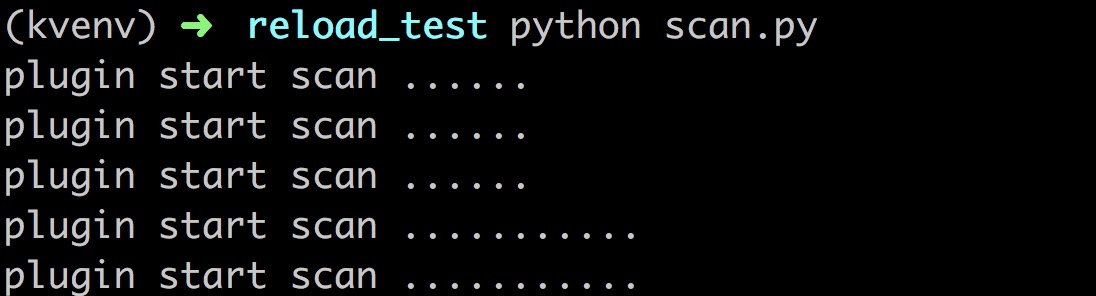 (kvenv) ➜ reload_test python scan.py
plugin start scan ......
plugin start scan ......
plugin start scan ......
plugin start scan ...........
plugin start scan ...........